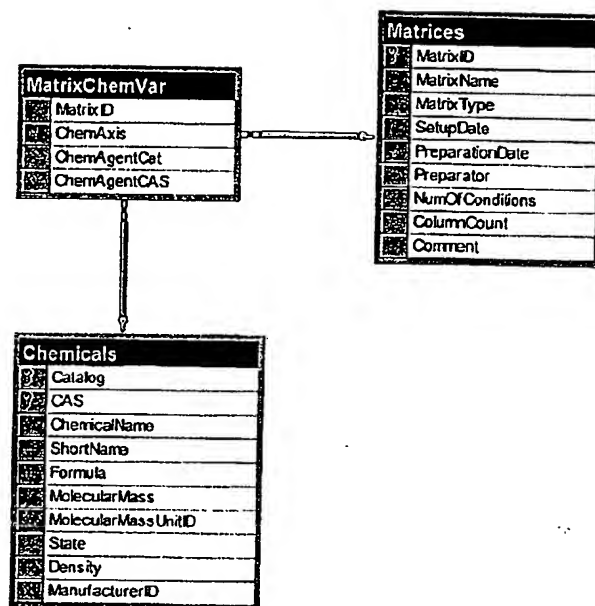 Matrices
MatrixID
MatrixName
MatrixType
SetupDate
PreparationDate
Preparator
NumOfConditions
ColumnCount
Comment
MatrixChemVar
MatrixID
ChemAxis
ChemAgentCat
ChemAgentCAS
Chemicals
Catalog
CAS
ChemicalName
ShortName
Formula
MolecularMass
MolecularMassUnitID
State
Density
ManufacturerID